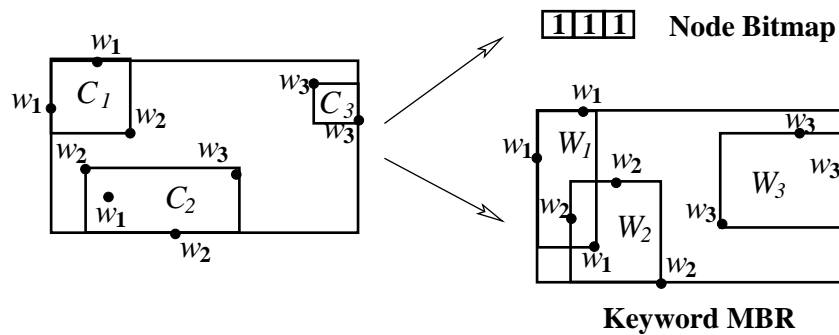 1 1 1 Node Bitmap
w1
w1 C1 w2
w3 C3 w3
w2 w3
w1 C2
w2
w1
w1 W1
w2
w2 W2
w1 w2
w3
w3
W3
w3
Keyword MBR